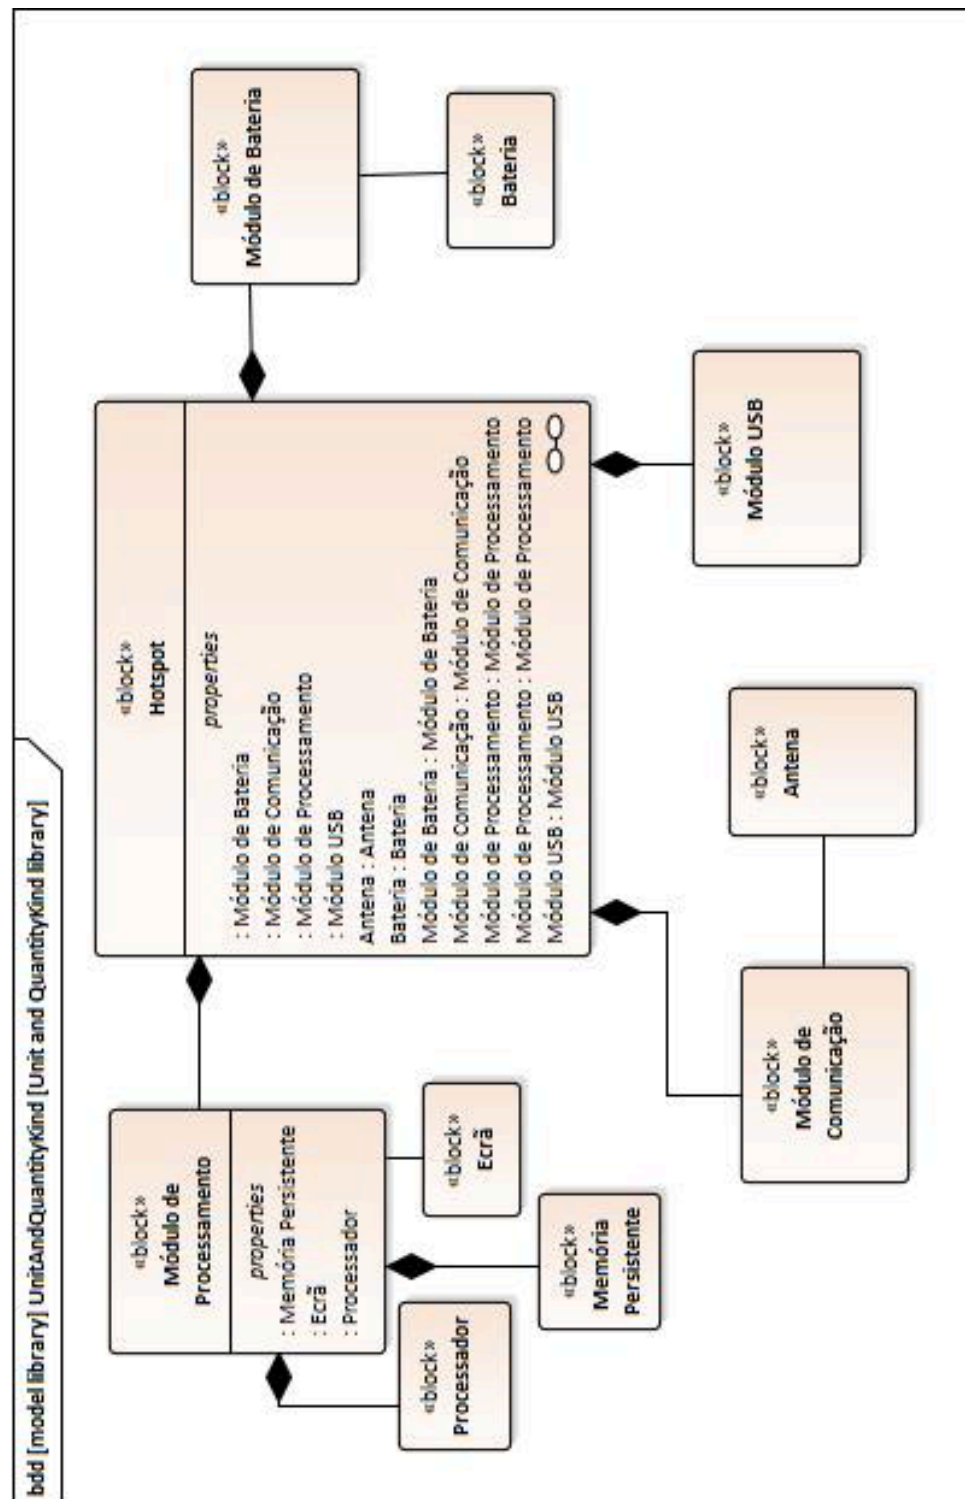 bdd [model library] UnitAndQuantityKind [Unit and QuantityKind library]
«block»
Módulo de
Processamento
properties
: Memória Persistente
: Ecrã
: Processador
«block»
Processador
«block»
Memória
Persistente
«block»
Ecrã
«block»
Hotspot
properties
: Módulo de Bateria
: Módulo de Comunicação
: Módulo de Processamento
: Módulo USB
Antena : Antena
Bateria : Bateria
Módulo de Bateria : Módulo de Bateria
Módulo de Comunicação : Módulo de Comunicação
Módulo de Processamento : Módulo de Processamento
Módulo de Processamento : Módulo de Processamento
Módulo USB : Módulo USB
«block»
Módulo de Bateria
«block»
Bateria
«block»
Módulo de
Comunicação
«block»
Antena
«block»
Módulo USB